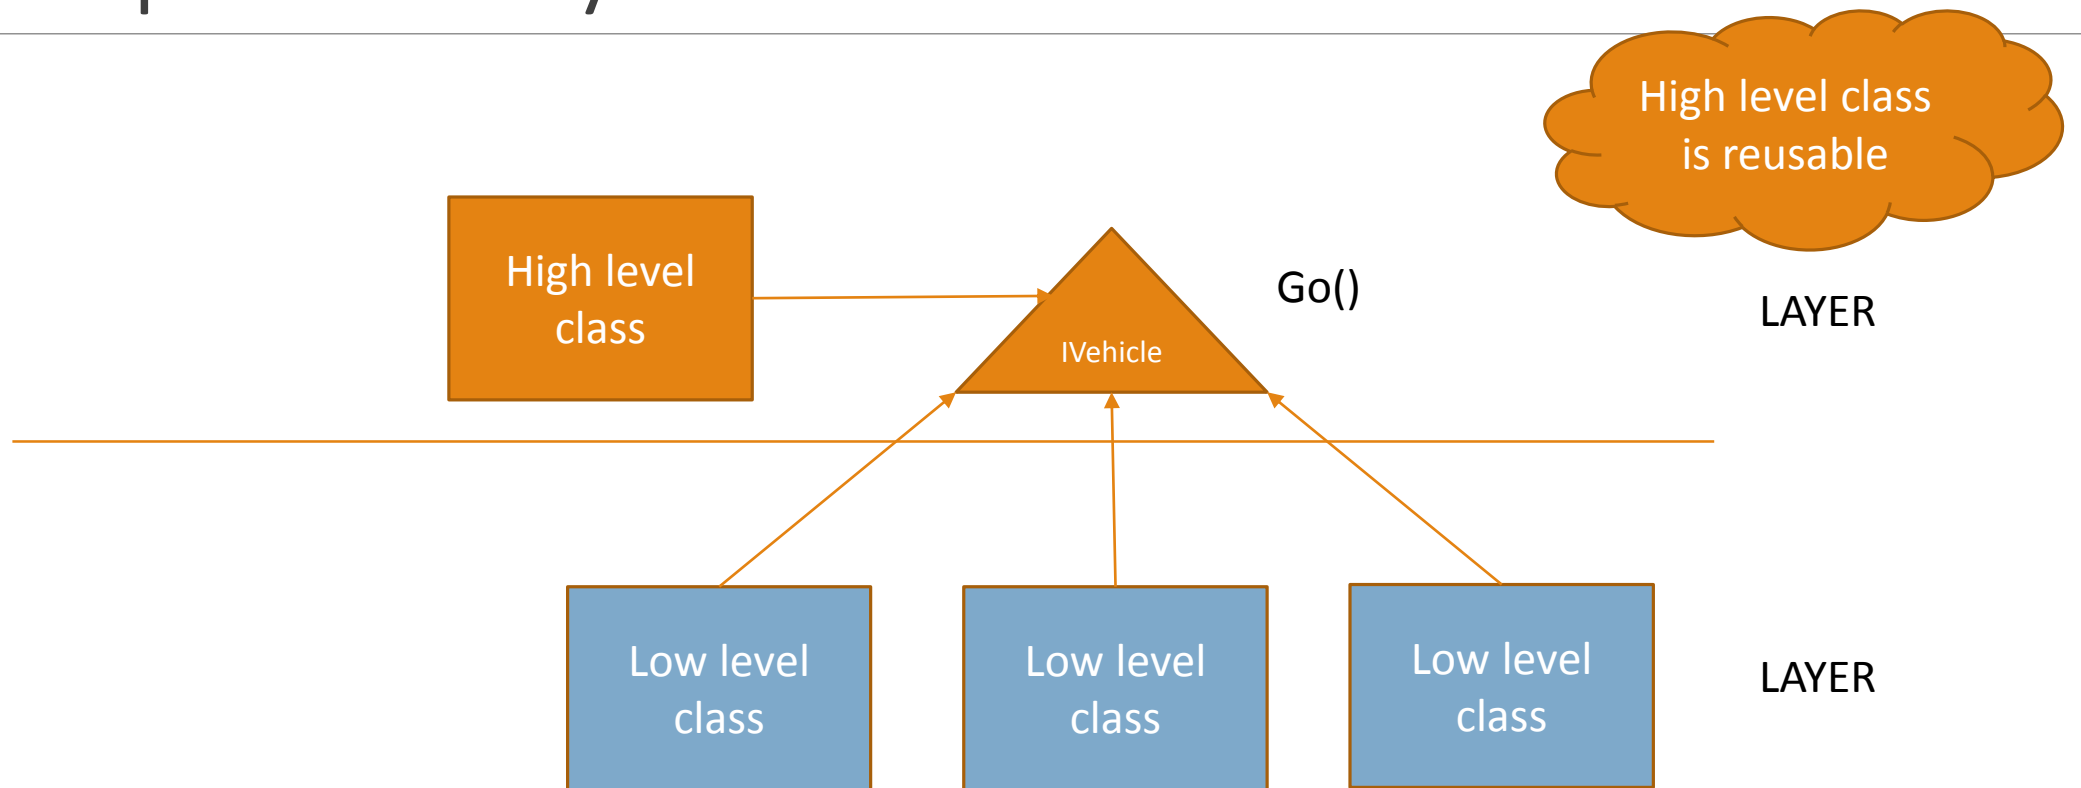 High level class
is reusable
High level
class
Go()
LAYER
IVehicle
Low level
class
Low level
class
Low level
class
LAYER